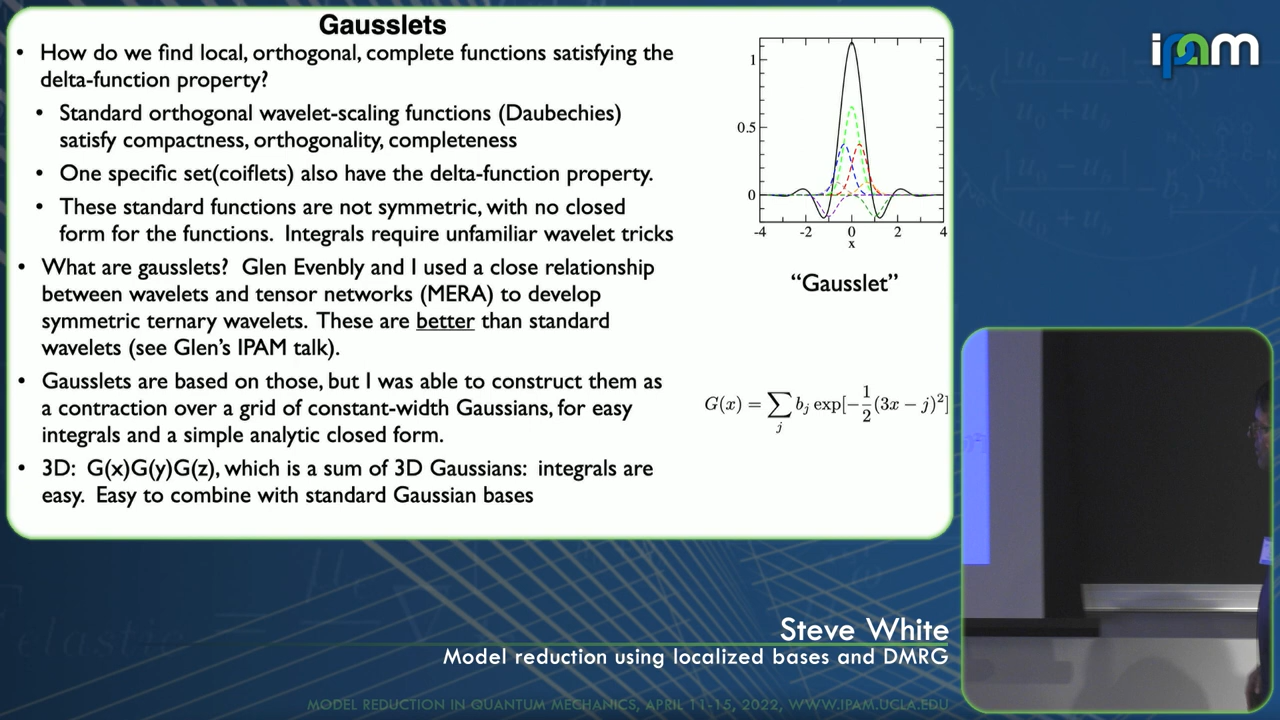 Gausslets
• How do we find local, orthogonal, complete functions satisfying the
delta-function property?
• Standard orthogonal wavelet-scaling functions (Daubechies)
satisfy compactness, orthogonality, completeness
• One specific set(coiflets) also have the delta-function property.
• These standard functions are not symmetric, with no closed
form for the functions. Integrals require unfamiliar wavelet tricks
• What are gausslets? Glen Evenbly and I used a close relationship
between wavelets and tensor networks (MERA) to develop
symmetric ternary wavelets. These are better than standard
wavelets (see Glen's IPAM talk).
• Gausslets are based on those, but I was able to construct them as
a contraction over a grid of constant-width Gaussians, for easy
integrals and a simple analytic closed form.
• 3D: G(x)G(y)G(z), which is a sum of 3D Gaussians: integrals are
easy. Easy to combine with standard Gaussian bases
1
0.5
0
-4 -2 0 2 4
x
“Gausslet”
G(x) = ∑_j b_j exp[−1/2(3x − j)²]
ipam
Steve White
Model reduction using localized bases and DMRG
MODEL REDUCTION IN QUANTUM MECHANICS, APRIL 11-15, 2022, WWW.IPAM.UCLA.EDU
elastic